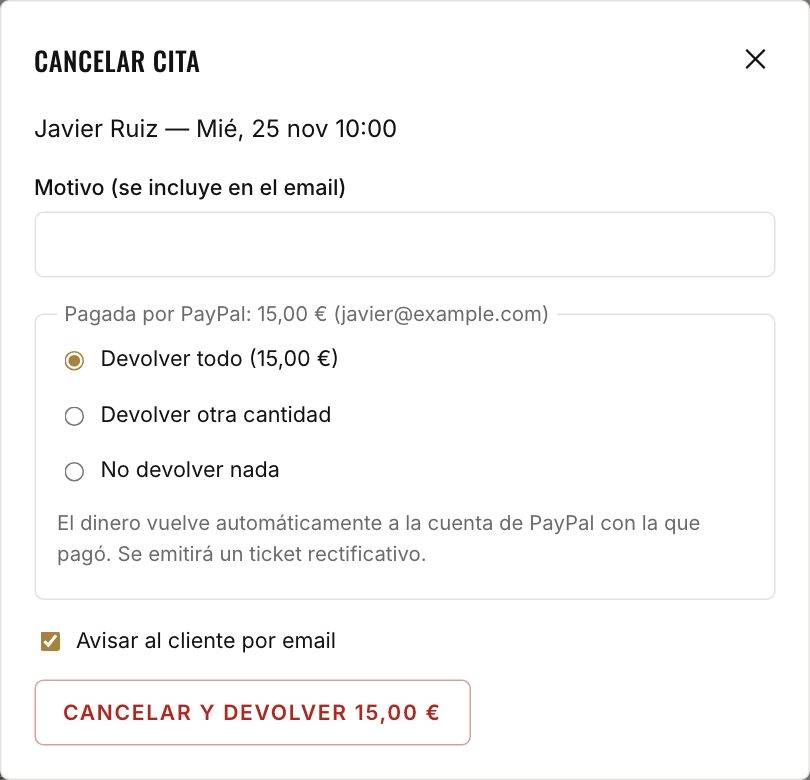 CANCELAR CITA
Javier Ruiz — Mié, 25 nov 10:00
Motivo (se incluye en el email)
Pagada por PayPal: 15,00 € (javier@example.com)
Devolver todo (15,00 €)
Devolver otra cantidad
No devolver nada
El dinero vuelve automáticamente a la cuenta de PayPal con la que
pagó. Se emitirá un ticket rectificativo.
Avisar al cliente por email
CANCELAR Y DEVOLVER 15,00 €